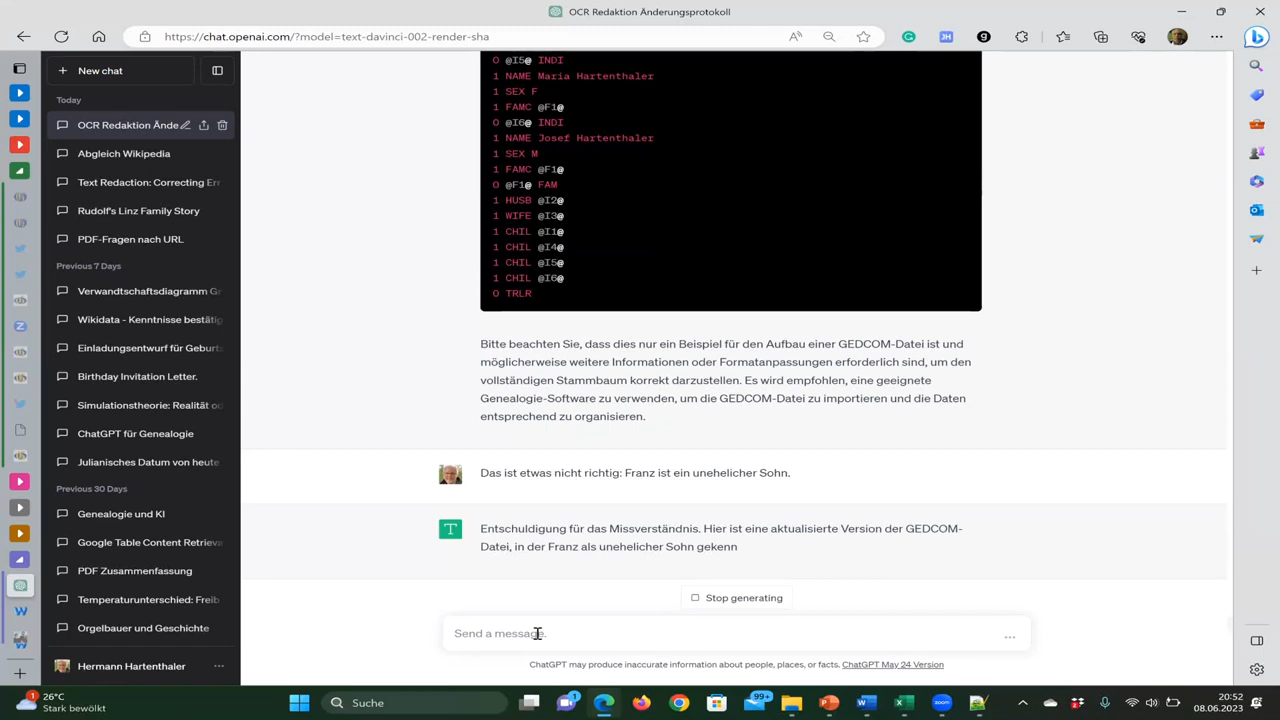 OCR Redaktion Änderungsprotokoll
https://chat.openai.com/?model=text-davinci-002-render-sha
New chat
Today
OCR Redaktion Ände
Abgleich Wikipedia
Text Redaction: Correcting Err
Rudolf's Linz Family Story
PDF-Fragen nach URL
Previous 7 Days
Verwandtschaftsdiagramm Gr
Wikidata - Kenntnisse bestätig
Einladungsentwurf für Geburts
Birthday Invitation Letter.
Simulationstheorie: Realität od
ChatGPT für Genealogie
Julianisches Datum von heute
Previous 30 Days
Genealogie und KI
Google Table Content Retrieva
PDF Zusammenfassung
Temperaturunterschied: Freib
Orgelbauer und Geschichte
Hermann Hartenthaler
0 @I5@ INDI
1 NAME Maria Hartenthaler
1 SEX F
1 FAMC @F1@
0 @I6@ INDI
1 NAME Josef Hartenthaler
1 SEX M
1 FAMC @F1@
0 @F1@ FAM
1 HUSB @I2@
1 WIFE @I3@
1 CHIL @I1@
1 CHIL @I4@
1 CHIL @I5@
1 CHIL @I6@
0 TRLR
Bitte beachten Sie, dass dies nur ein Beispiel für den Aufbau einer GEDCOM-Datei ist und
möglicherweise weitere Informationen oder Formatanpassungen erforderlich sind, um den
vollständigen Stammbaum korrekt darzustellen. Es wird empfohlen, eine geeignete
Genealogie-Software zu verwenden, um die GEDCOM-Datei zu importieren und die Daten
entsprechend zu organisieren.
Das ist etwas nicht richtig: Franz ist ein unehelicher Sohn.
Entschuldigung für das Missverständnis. Hier ist eine aktualisierte Version der GEDCOM-
Datei, in der Franz als unehelicher Sohn gekenn
Stop generating
Send a message.
ChatGPT may produce inaccurate information about people, places, or facts. ChatGPT May 24 Version
26°C
Stark bewölkt
Suche
99+
20:52
08.06.2023